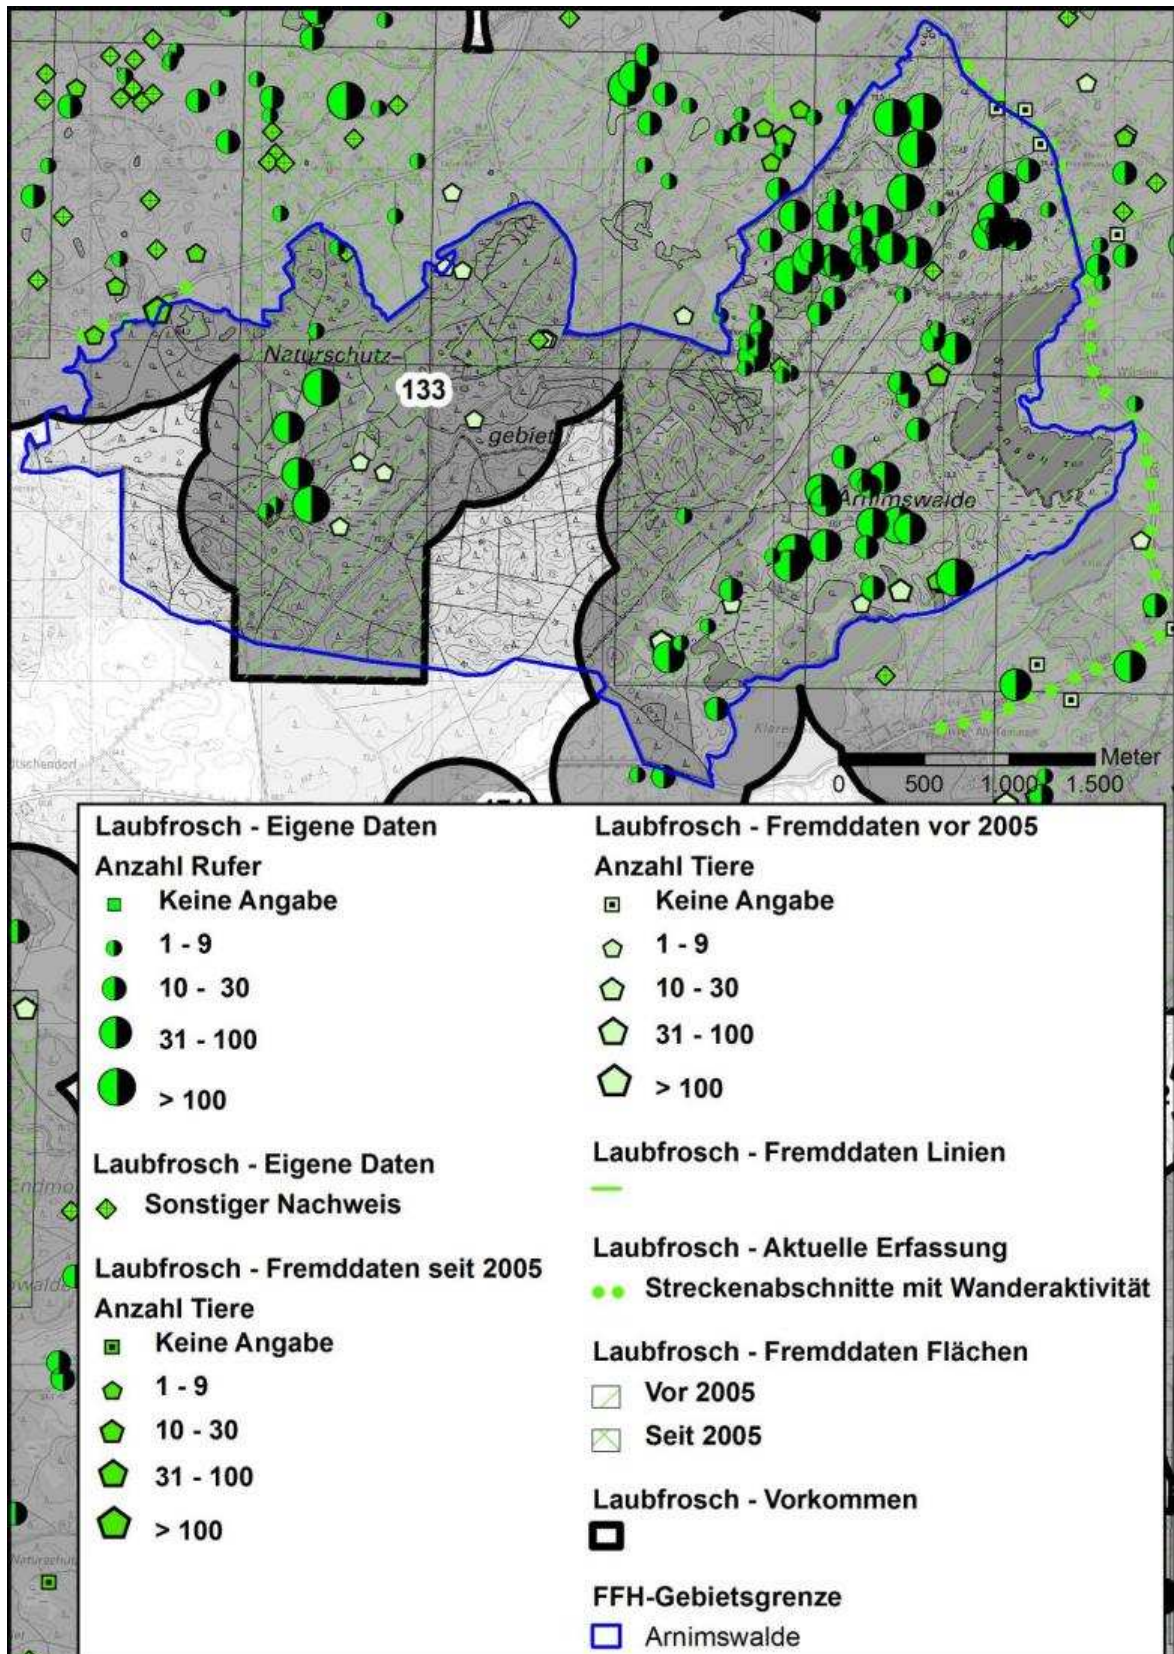 Naturschutz-
133
gebiet
Arnimswalde
Meter
0 500 1.000 1.500
Laubfrosch - Eigene Daten
Anzahl Rufer
Keine Angabe
1 - 9
10 - 30
31 - 100
> 100
Laubfrosch - Eigene Daten
Sonstiger Nachweis
Laubfrosch - Fremddaten seit 2005
Anzahl Tiere
Keine Angabe
1 - 9
10 - 30
31 - 100
> 100
Laubfrosch - Fremddaten vor 2005
Anzahl Tiere
Keine Angabe
1 - 9
10 - 30
31 - 100
> 100
Laubfrosch - Fremddaten Linien
Laubfrosch - Aktuelle Erfassung
Streckenabschnitte mit Wanderaktivität
Laubfrosch - Fremddaten Flächen
Vor 2005
Seit 2005
Laubfrosch - Vorkommen
FFH-Gebietsgrenze
Arnimswalde